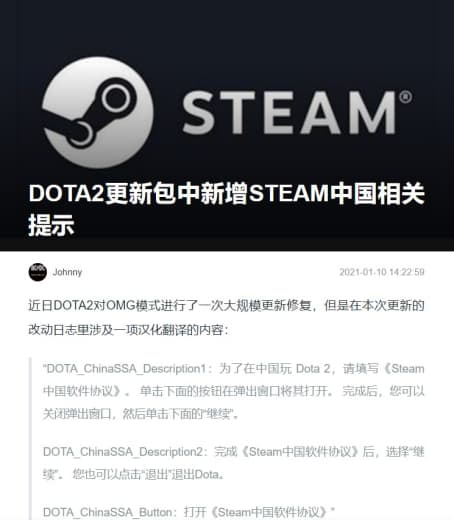 STEAM®
DOTA2更新包中新增STEAM中国相关
提示
Johnny
2021-01-10 14:22:59
近日DOTA2对OMG模式进行了一次大规模更新修复，但是在本次更新的
改动日志里涉及一项汉化翻译的内容：
“DOTA_ChinaSSA_Description1：为了在中国玩 Dota 2，请填写《Steam
中国软件协议》。 单击下面的按钮在弹出窗口将其打开。 完成后，您可以
关闭弹出窗口，然后单击下面的“继续”。
DOTA_ChinaSSA_Description2：完成《Steam中国软件协议》后，选择“继
续”。 您也可以点击“退出”退出Dota。
DOTA_ChinaSSA_Button：打开《Steam中国软件协议》”